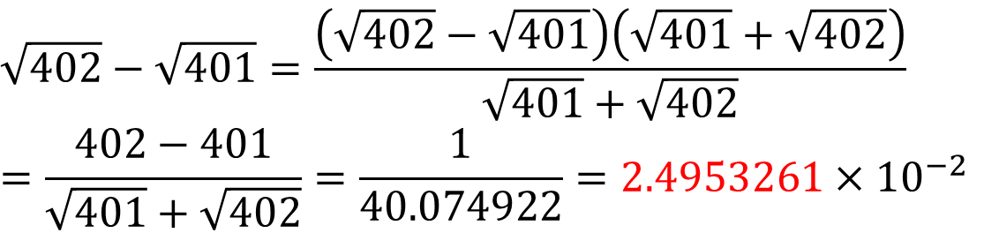 √402 − √401 = (√402 − √401)(√401 + √402) / √401 + √402
= 402 − 401 / √401 + √402 = 1 / 40.074922 = 2.4953261 × 10⁻²